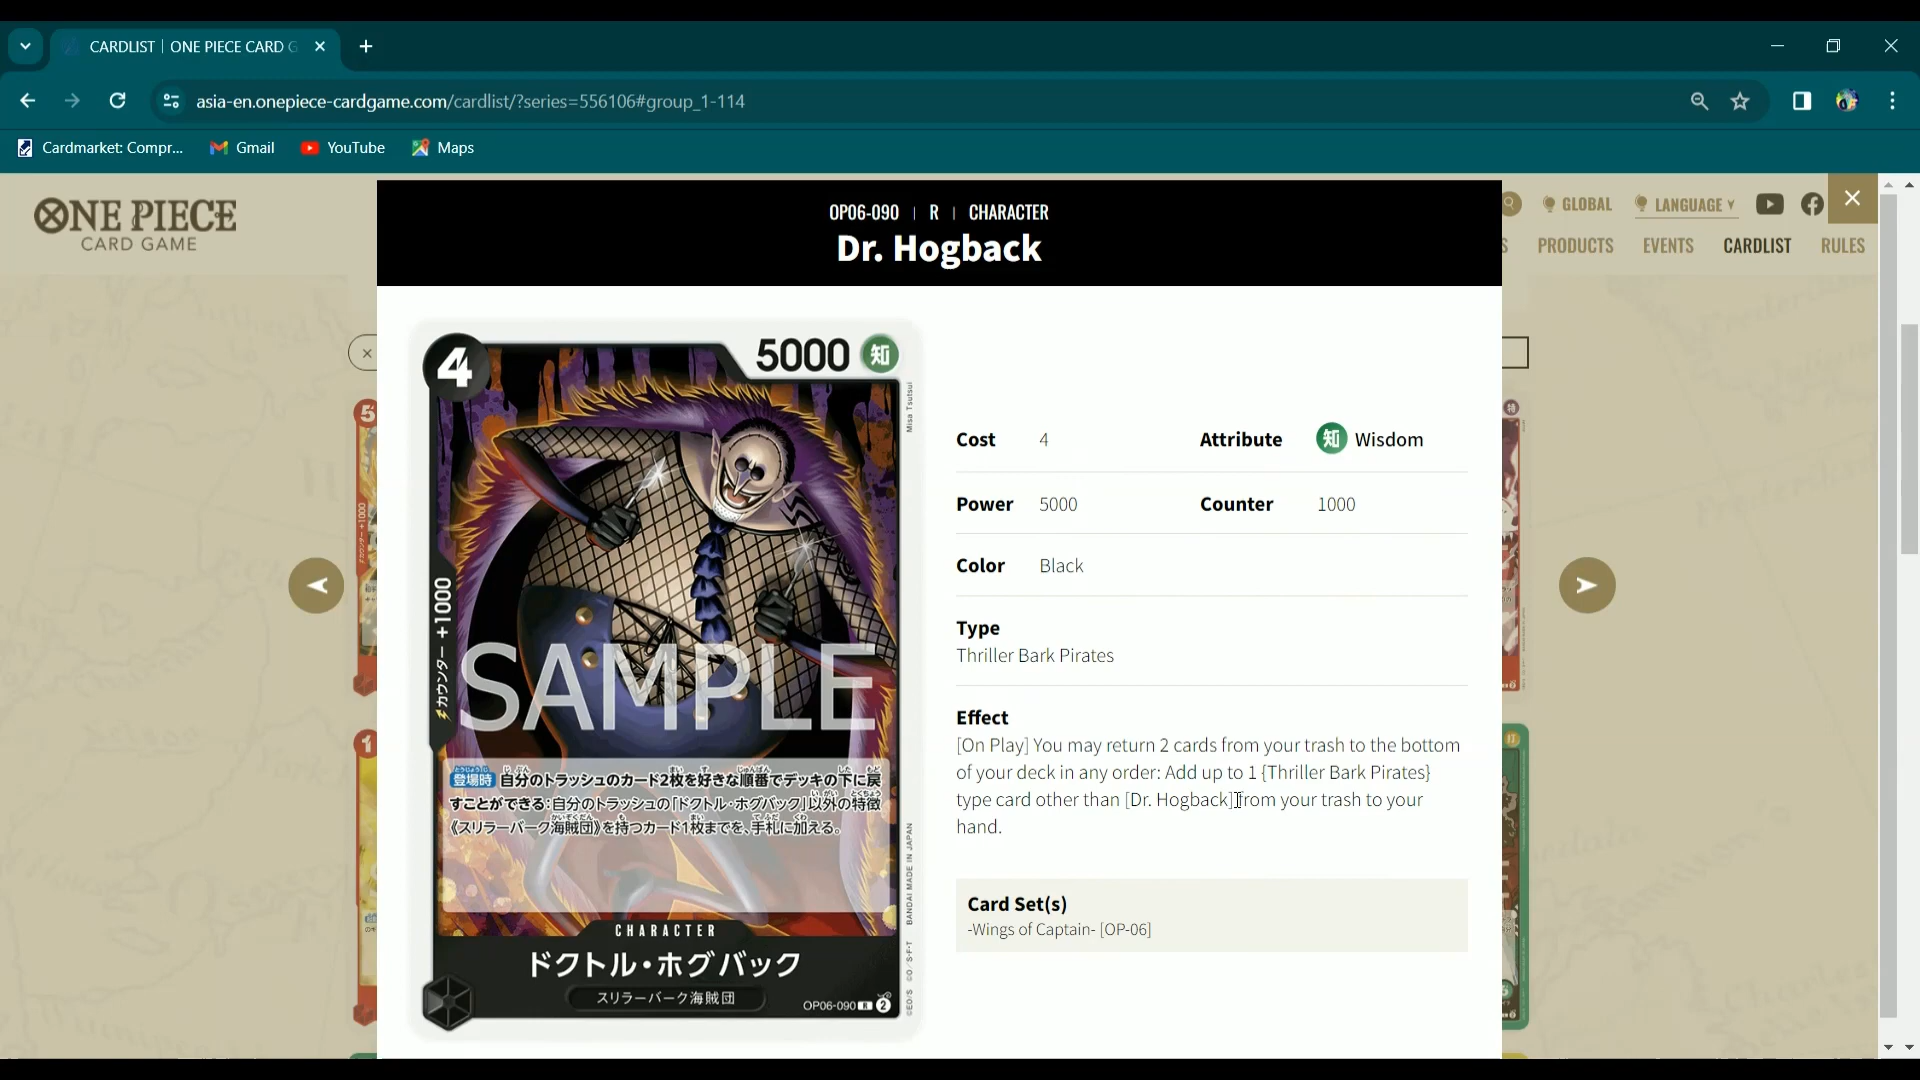 CARDLIST | ONE PIECE CARD G
asia-en.onepiece-cardgame.com/cardlist/?series=556106#group_1-114
Cardmarket: Compr... Gmail YouTube Maps
ONE PIECE
CARD GAME
GLOBAL LANGUAGE
S PRODUCTS EVENTS CARDLIST RULES
OP06-090 | R | CHARACTER
Dr. Hogback
4 5000 知
Misa Tsutsui
カウンター +1000
SAMPLE
登場時 自分のトラッシュのカード2枚を好きな順番でデッキの下に戻
すことができる:自分のトラッシュの「ドクトル・ホグバック」以外の特徴
《スリラーバーク海賊団》を持つカード1枚までを、手札に加える。
CHARACTER
ドクトル・ホグバック
スリラーバーク海賊団
OP06-090 R 2
©EO/S ©O/S·F·T BANDAI MADE IN JAPAN
Cost 4 Attribute 知 Wisdom
Power 5000 Counter 1000
Color Black
Type
Thriller Bark Pirates
Effect
[On Play] You may return 2 cards from your trash to the bottom
of your deck in any order: Add up to 1 {Thriller Bark Pirates}
type card other than [Dr. Hogback] from your trash to your
hand.
Card Set(s)
-Wings of Captain- [OP-06]
5
1